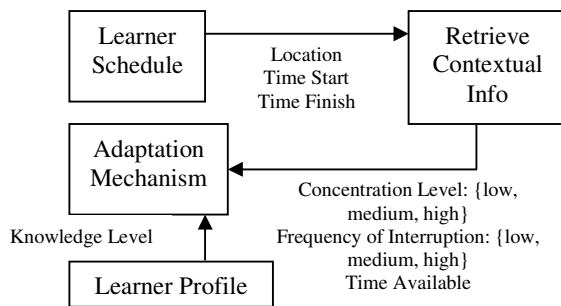 Learner
Schedule
Location
Time Start
Time Finish
Retrieve
Contextual
Info
Adaptation
Mechanism
Concentration Level: {low,
medium, high}
Frequency of Interruption: {low,
medium, high}
Time Available
Knowledge Level
Learner Profile